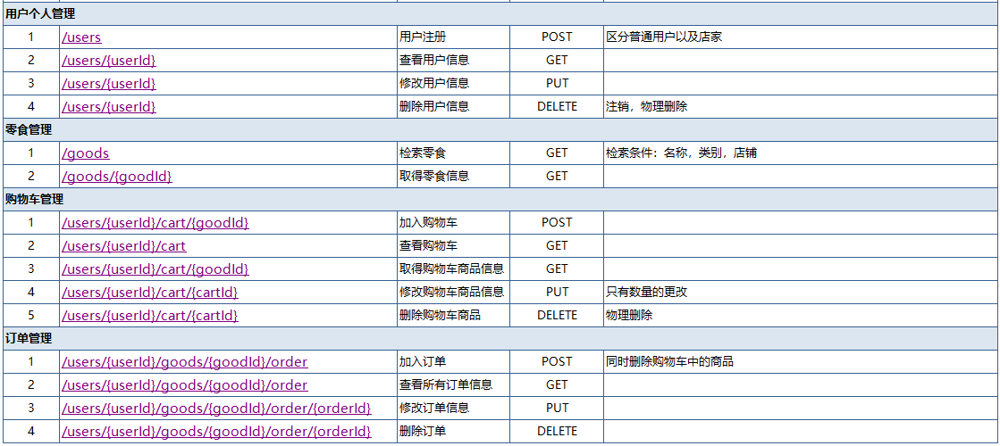 用户个人管理
1 /users 用户注册 POST 区分普通用户以及店家
2 /users/{userId} 查看用户信息 GET
3 /users/{userId} 修改用户信息 PUT
4 /users/{userId} 删除用户信息 DELETE 注销，物理删除
零食管理
1 /goods 检素零食 GET 检素条件：名称，类别，店铺
2 /goods/{goodId} 取得零食信息 GET
购物车管理
1 /users/{userId}/cart/{goodId} 加入购物车 POST
2 /users/{userId}/cart 查看购物车 GET
3 /users/{userId}/cart/{goodId} 取得购物车商品信息 GET
4 /users/{userId}/cart/{cartId} 修改购物车商品信息 PUT 只有数量的更改
5 /users/{userId}/cart/{cartId} 删除购物车商品 DELETE 物理删除
订单管理
1 /users/{userId}/goods/{goodId}/order 加入订单 POST 同时删除购物车中的商品
2 /users/{userId}/goods/{goodId}/order 查看所有订单信息 GET
3 /users/{userId}/goods/{goodId}/order/{orderId} 修改订单信息 PUT
4 /users/{userId}/goods/{goodId}/order/{orderId} 删除订单 DELETE